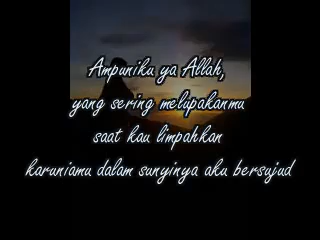 Ampuniku ya Allah,
yang sering melupakanmu
saat kau limpahkan
karuniamu dalam sunyinya aku bersujud